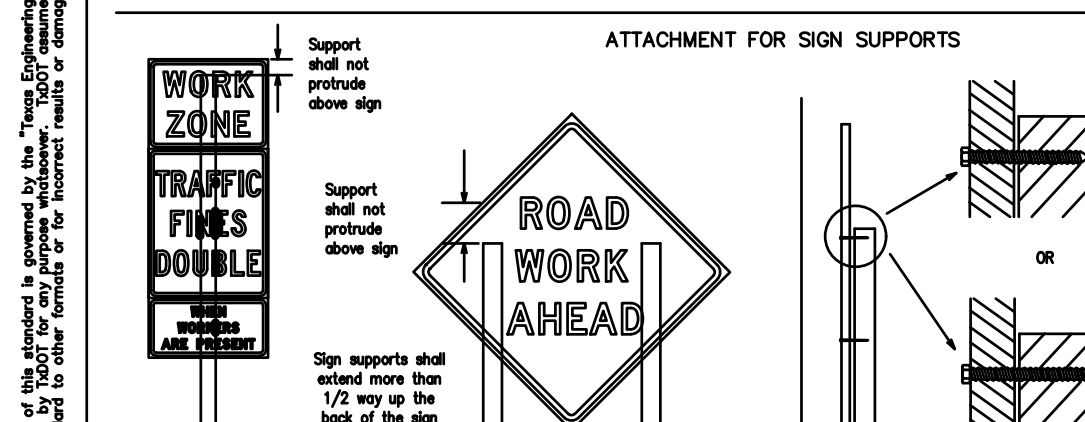 of this standard is governed by the "Texas Engineering
by TxDOT for any purpose whatsoever. TxDOT assume
to other formats or for incorrect results or damag
ATTACHMENT FOR SIGN SUPPORTS
WORK
ZONE
TRAFFIC
FINES
DOUBLE
WHEN
WORKERS
ARE PRESENT
Support
shall not
protrude
above sign
Support
shall not
protrude
above sign
ROAD
WORK
AHEAD
Sign supports shall
extend more than
1/2 way up the
back of the sign
OR